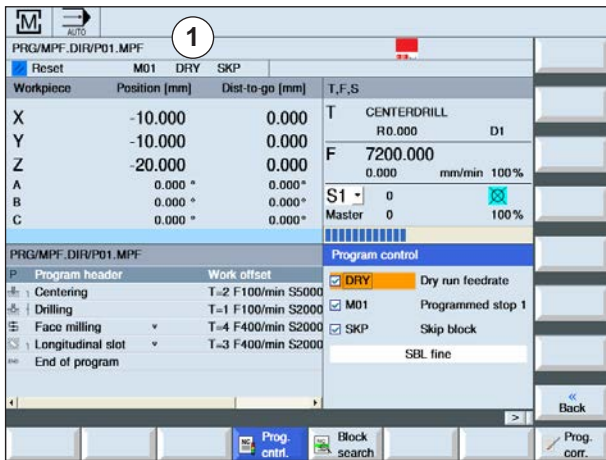 M
AUTO
1
PRG/MPF.DIR/P01.MPF
Reset M01 DRY SKP
Workpiece Position [mm] Dist-to-go [mm] T,F,S
X -10.000 0.000
Y -10.000 0.000
Z -20.000 0.000
A 0.000 ° 0.000°
B 0.000 ° 0.000°
C 0.000 ° 0.000°
T CENTERDRILL
R0.000 D1
F 7200.000
0.000 mm/min 100%
S1 0
Master 0 100%
PRG/MPF.DIR/P01.MPF
P Program header Work offset
Centering T=2 F100/min S5000
Drilling T=1 F100/min S2000
Face milling v T=4 F400/min S2000
Longitudinal slot v T=3 F400/min S2000
End of program
Program control
DRY Dry run feedrate
M01 Programmed stop 1
SKP Skip block
SBL fine
«
Back
>
NC Prog.
cntrl.
NC Block
search
Prog.
corr.